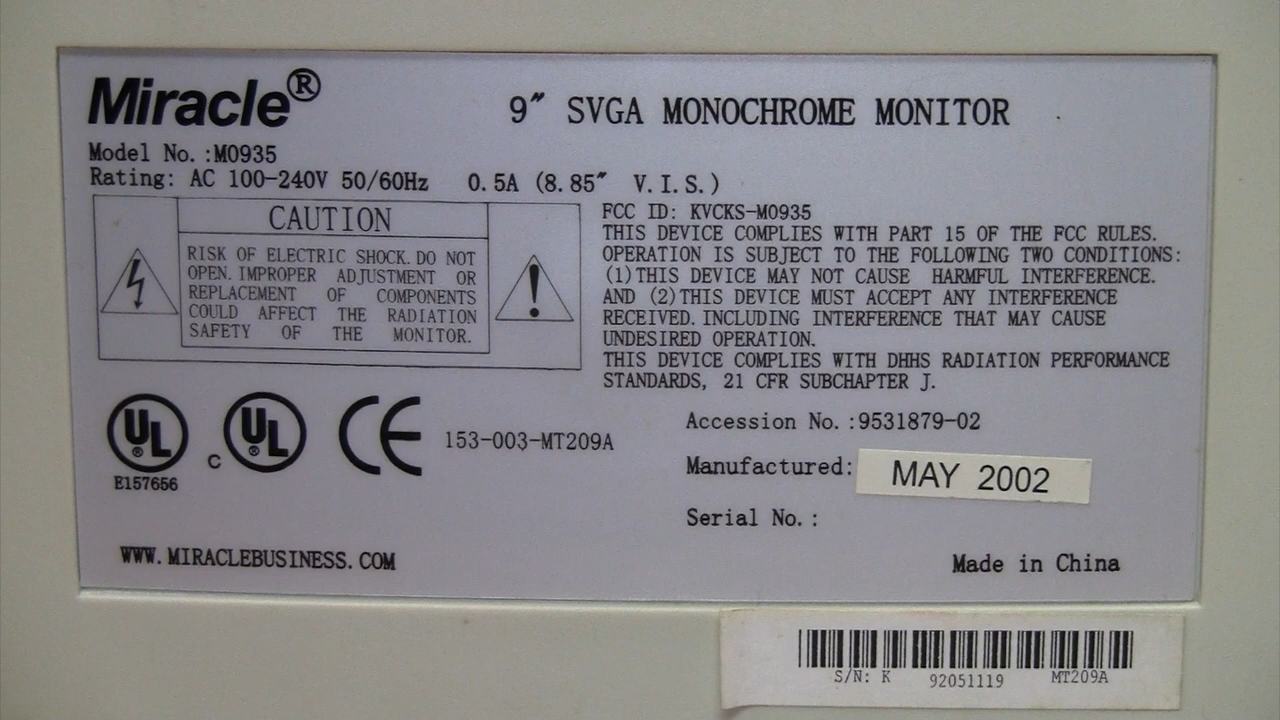 Miracle®
9" SVGA MONOCHROME MONITOR
Model No.:M0935
Rating: AC 100-240V 50/60Hz 0.5A (8.85" V.I.S.)
CAUTION
RISK OF ELECTRIC SHOCK. DO NOT
OPEN. IMPROPER ADJUSTMENT OR
REPLACEMENT OF COMPONENTS
COULD AFFECT THE RADIATION
SAFETY OF THE MONITOR.
FCC ID: KVCKS-M0935
THIS DEVICE COMPLIES WITH PART 15 OF THE FCC RULES.
OPERATION IS SUBJECT TO THE FOLLOWING TWO CONDITIONS:
(1)THIS DEVICE MAY NOT CAUSE HARMFUL INTERFERENCE.
AND (2)THIS DEVICE MUST ACCEPT ANY INTERFERENCE
RECEIVED. INCLUDING INTERFERENCE THAT MAY CAUSE
UNDESIRED OPERATION.
THIS DEVICE COMPLIES WITH DHHS RADIATION PERFORMANCE
STANDARDS, 21 CFR SUBCHAPTER J.
UL® c UL® CE 153-003-MT209A
E157656
Accession No.:9531879-02
Manufactured: MAY 2002
Serial No.:
WWW.MIRACLEBUSINESS.COM
Made in China
S/N: K 92051119 MT209A